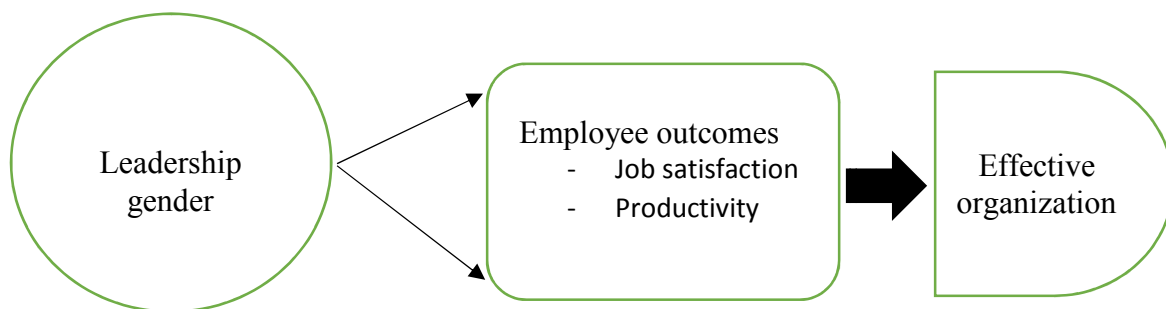 Leadership
gender
Employee outcomes
- Job satisfaction
- Productivity
Effective
organization